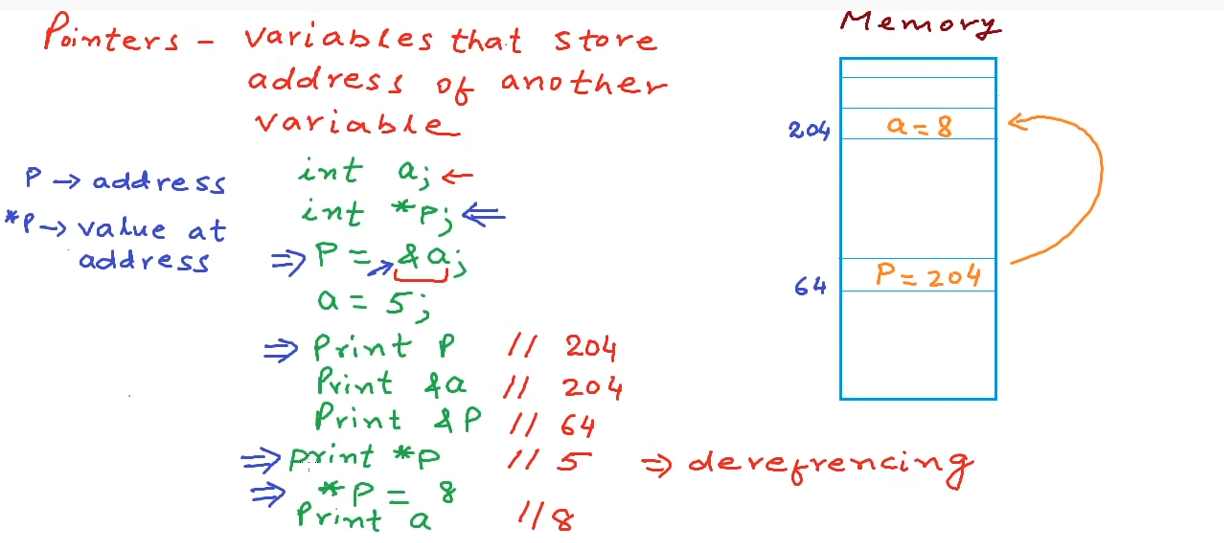 Pointers - variables that store
address of another
variable
P → address
*P → value at
address
int a; ←
int *P; ⇐
⇒ P = &a;
a = 5;
⇒ Print P // 204
Print &a // 204
Print &P // 64
⇒ print *p // 5 ⇒ derefrencing
⇒ *P = 8
Print a //8
Memory
204 a = 8
64 P = 204